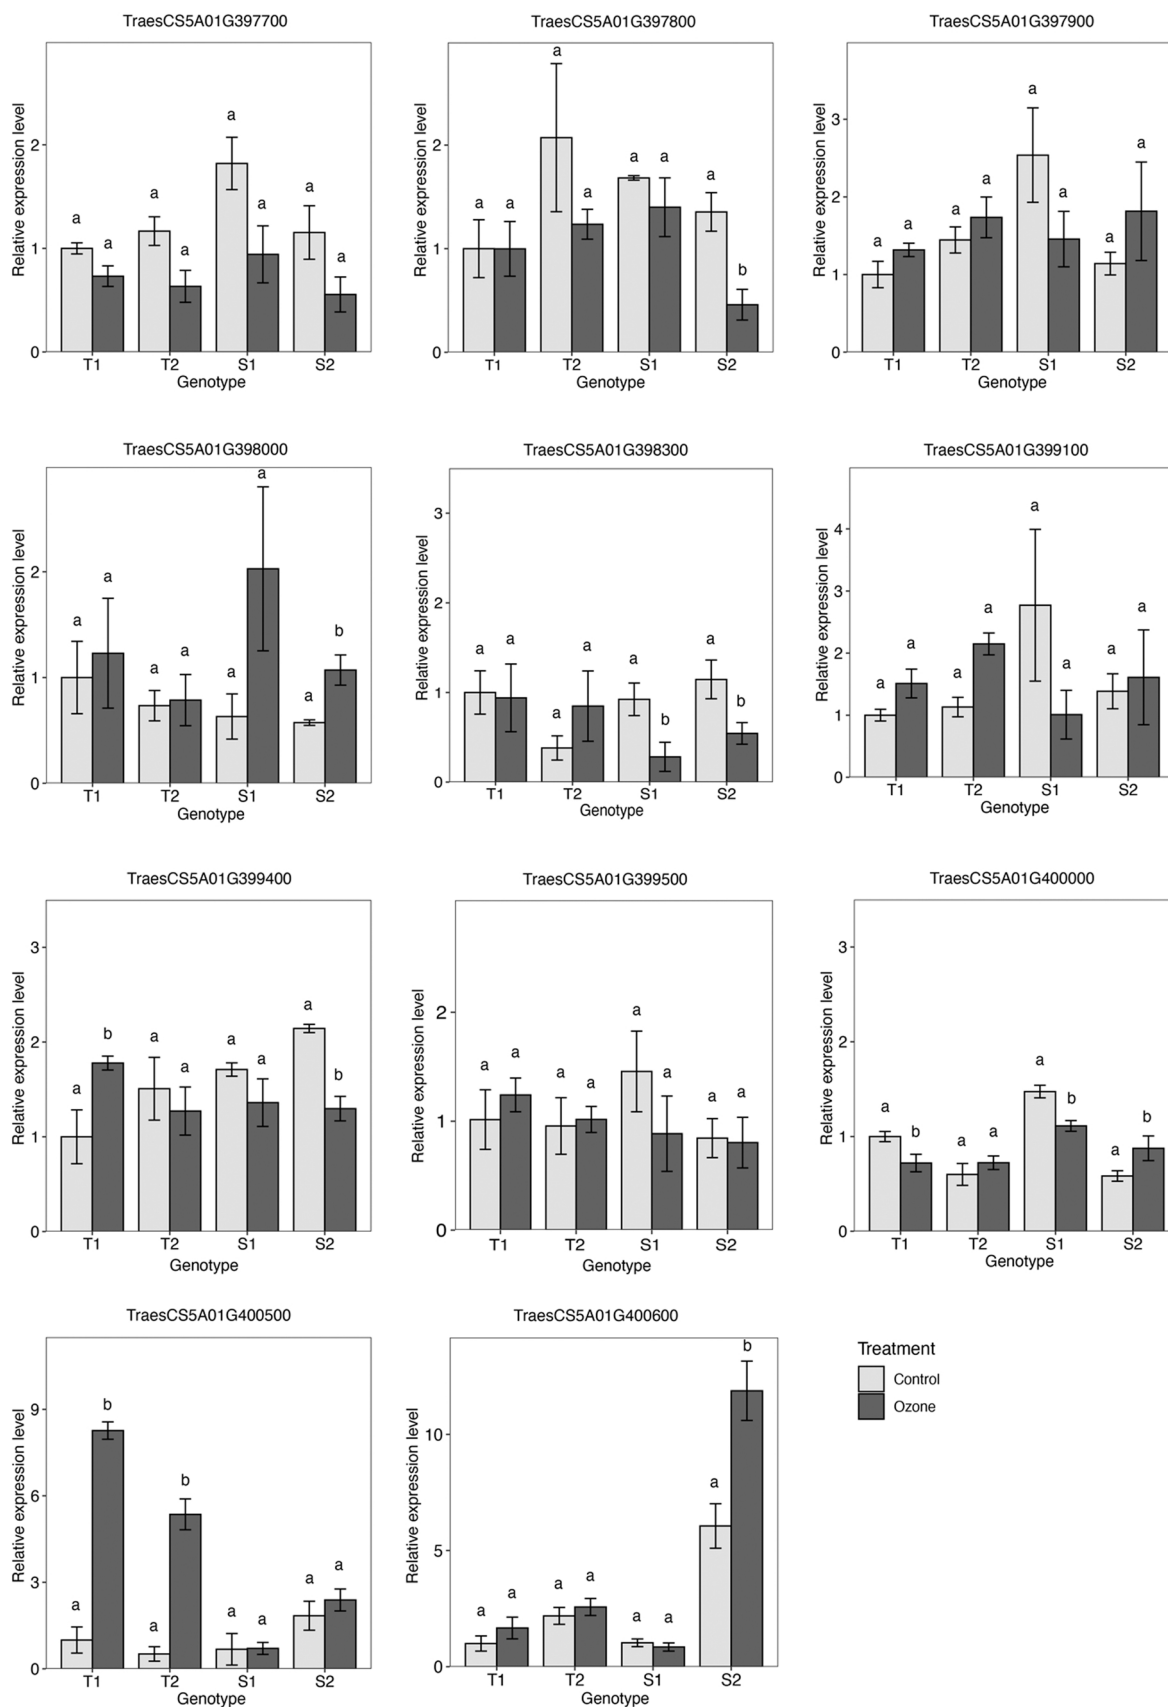 TraesCS5A01G397700
Relative expression level
2
1
0
a
a
a
a
a
a
a
a
T1 T2 S1 S2
Genotype
TraesCS5A01G397800
Relative expression level
2
1
0
a
a
a
a
a
a
a
b
T1 T2 S1 S2
Genotype
TraesCS5A01G397900
Relative expression level
3
2
1
0
a
a
a
a
a
a
a
a
T1 T2 S1 S2
Genotype
TraesCS5A01G398000
Relative expression level
2
1
0
a
a
a
a
a
a
a
b
T1 T2 S1 S2
Genotype
TraesCS5A01G398300
Relative expression level
3
2
1
0
a
a
a
a
a
b
a
b
T1 T2 S1 S2
Genotype
TraesCS5A01G399100
Relative expression level
4
3
2
1
0
a
a
a
a
a
a
a
a
T1 T2 S1 S2
Genotype
TraesCS5A01G399400
Relative expression level
3
2
1
0
a
b
a
a
a
a
a
b
T1 T2 S1 S2
Genotype
TraesCS5A01G399500
Relative expression level
2
1
0
a
a
a
a
a
a
a
a
T1 T2 S1 S2
Genotype
TraesCS5A01G400000
Relative expression level
3
2
1
0
a
b
a
a
a
b
a
b
T1 T2 S1 S2
Genotype
TraesCS5A01G400500
Relative expression level
9
6
3
0
a
b
a
b
a
a
a
a
T1 T2 S1 S2
Genotype
TraesCS5A01G400600
Relative expression level
10
5
0
a
a
a
a
a
a
a
b
T1 T2 S1 S2
Genotype
Treatment
Control
Ozone